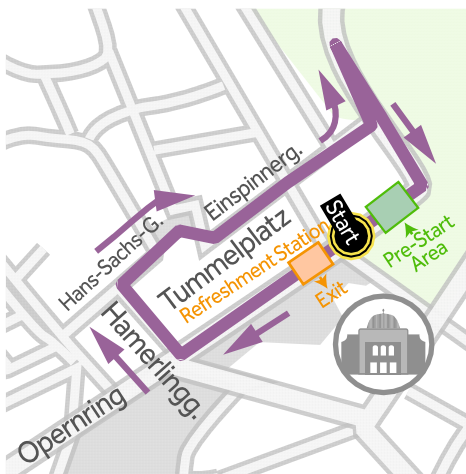 Einspinnerg.
Hans-Sachs-G.
Tummelplatz
Start
Refreshment Station
Pre-Start
Area
Exit
Hamerlingg.
Opernring